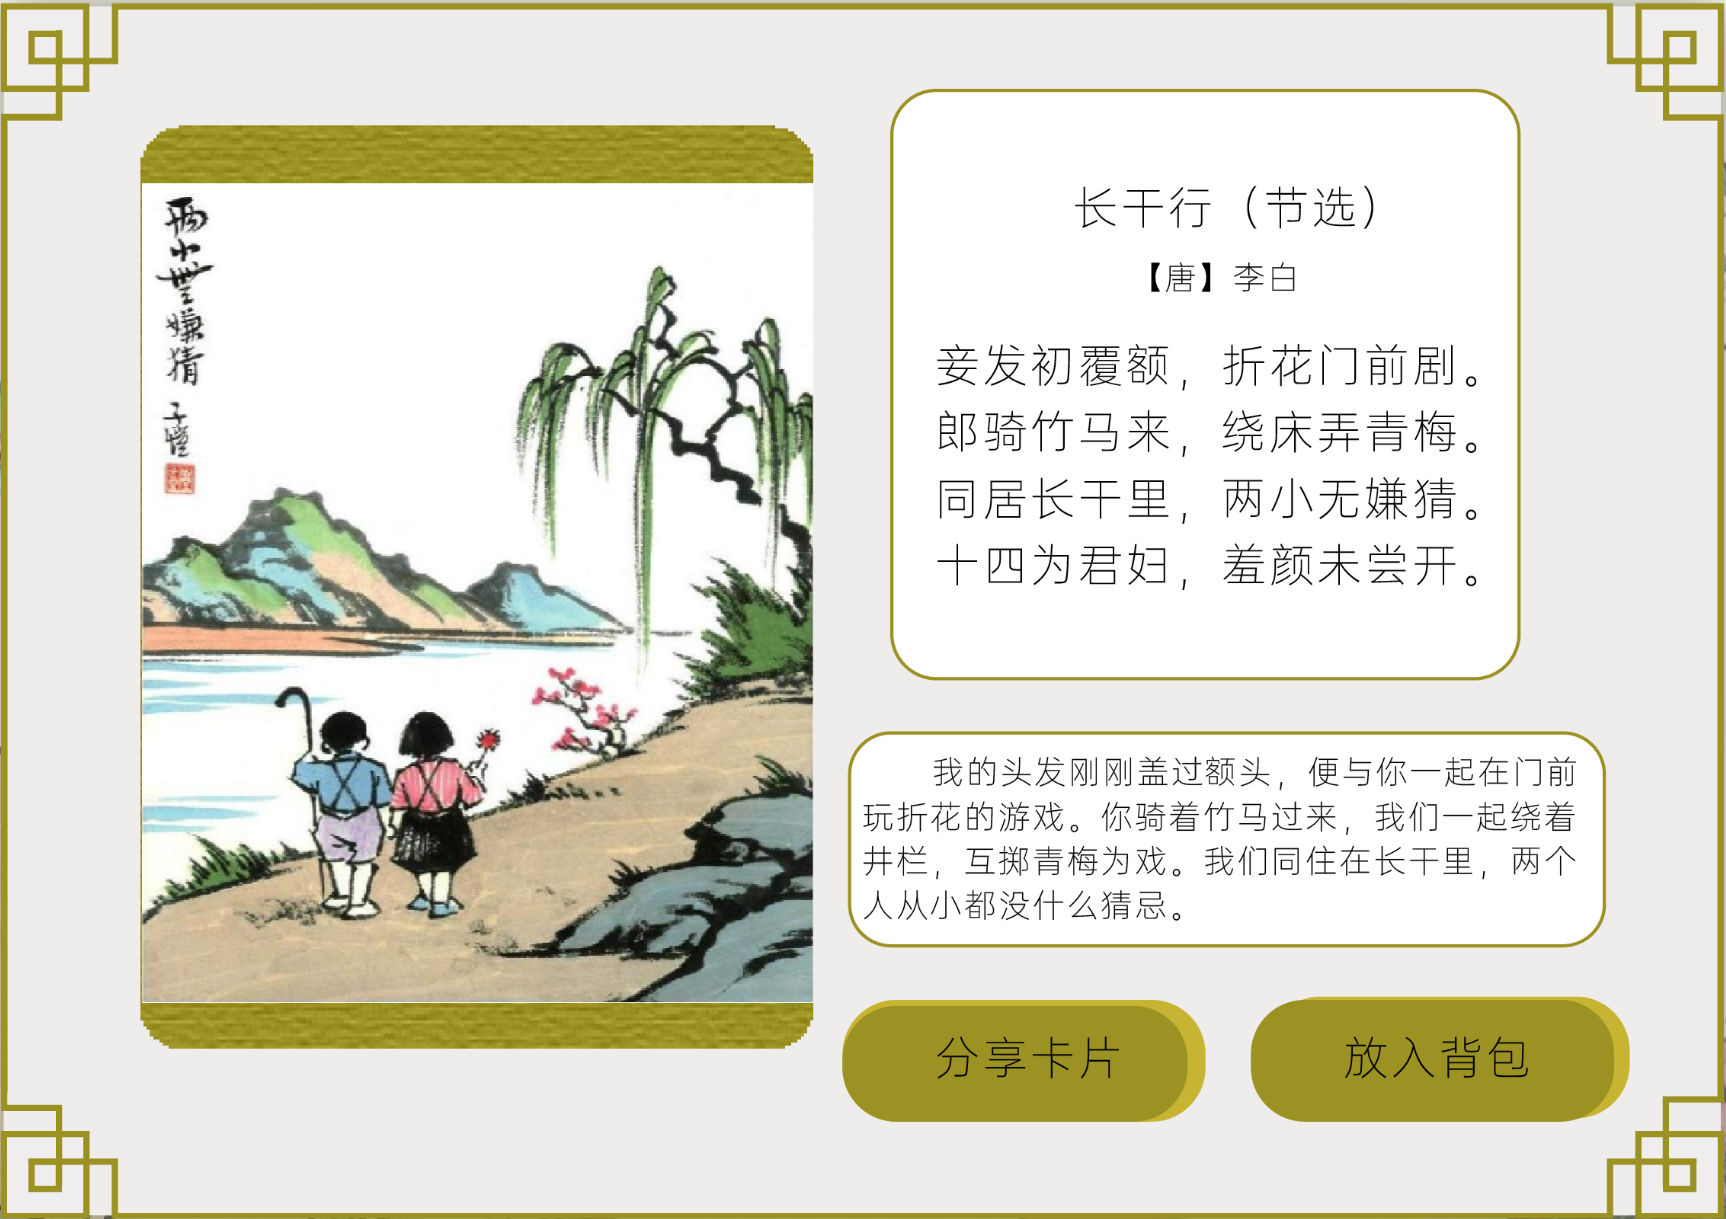 两小無嫌猜
子愷
长干行（节选）
【唐】李白
妾发初覆额，折花门前剧。
郎骑竹马来，绕床弄青梅。
同居长干里，两小无嫌猜。
十四为君妇，羞颜未尝开。
我的头发刚刚盖过额头，便与你一起在门前
玩折花的游戏。你骑着竹马过来，我们一起绕着
井栏，互掷青梅为戏。我们同住在长干里，两个
人从小都没什么猜忌。
分享卡片
放入背包